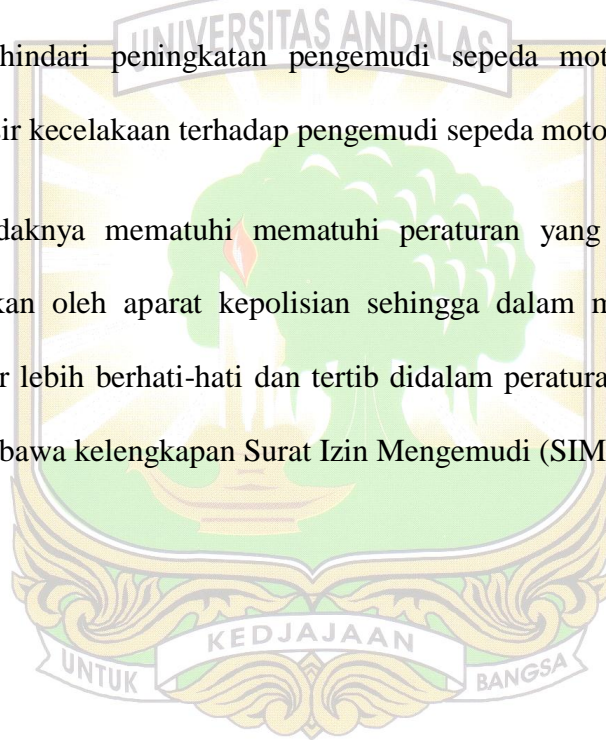 UNIVERSITAS ANDALAS
hindari peningkatan pengemudi sepeda mot
ir kecelakaan terhadap pengemudi sepeda moto
daknya mematuhi mematuhi peraturan yang
kan oleh aparat kepolisian sehingga dalam m
r lebih berhati-hati dan tertib didalam peratura
bawa kelengkapan Surat Izin Mengemudi (SIM
KEDJAJAAN
UNTUK BANGSA